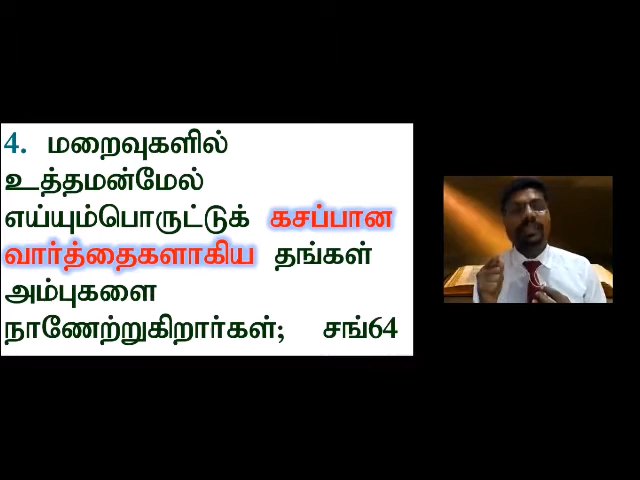 4. மறைவுகளில்
உத்தமன்மேல்
எய்யும்பொருட்டுக் கசப்பான
வார்த்தைகளாகிய தங்கள்
அம்புகளை
நாணேற்றுகிறார்கள்; சங்64